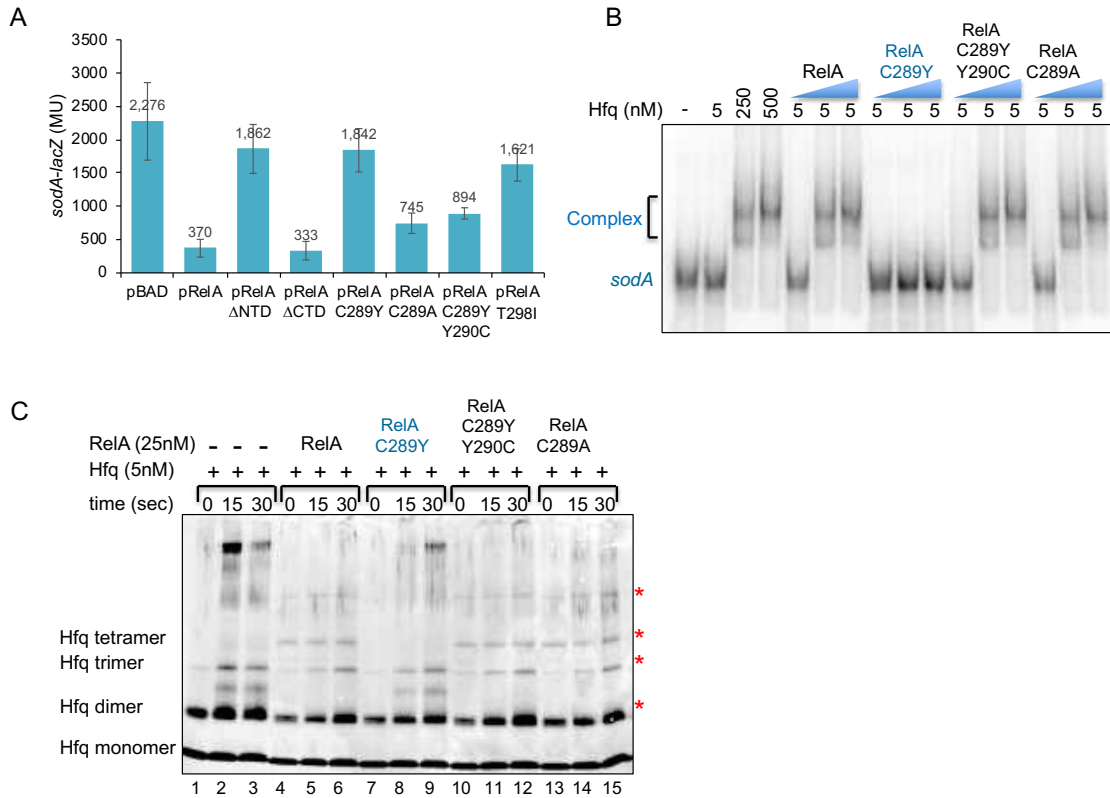 A
sodA-lacZ (MU)
3500
3000
2500
2000
1500
1000
500
0
2,276
370
1,862
333
1,842
745
894
1,621
pBAD
pRelA
pRelA
ΔNTD
pRelA
ΔCTD
pRelA
C289Y
pRelA
C289A
pRelA
C289Y
Y290C
pRelA
T298I
B
RelA
RelA
C289Y
RelA
C289Y
Y290C
RelA
C289A
Hfq (nM) - 5 250 500 5 5 5 5 5 5 5 5 5 5 5 5
Complex
sodA
C
RelA (25nM) - - - RelA
RelA
C289Y
RelA
C289Y
Y290C
RelA
C289A
Hfq (5nM) + + + + + + + + + + + + + +
time (sec) 0 15 30 0 15 30 0 15 30 0 15 30 0 15 30
*
Hfq tetramer *
Hfq trimer *
Hfq dimer *
Hfq monomer
1 2 3 4 5 6 7 8 9 10 11 12 13 14 15